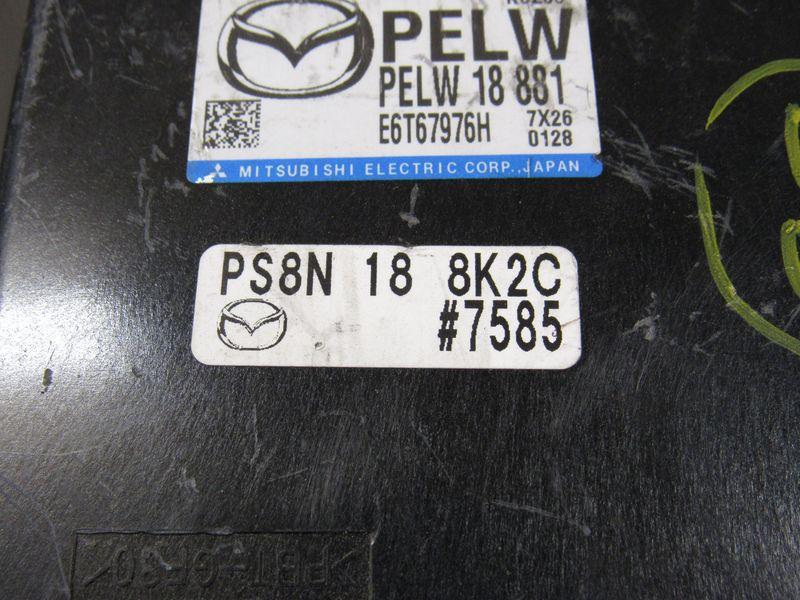 PELW
PELW 18 881
E6T67976H 7X26
0128
MITSUBISHI ELECTRIC CORP.,JAPAN
PS8N 18 8K2C
#7585